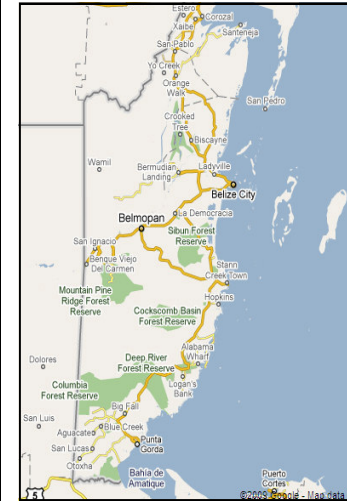 Estero
Corozal
Xaibe
Santeneja
San Pablo
Yo Creek
Orange
Walk
San Pedro
Crooked
Tree
Biscayne
Wamil
Bermudian
Landing
Ladyville
Belize City
La Democracia
Belmopan
Sibun Forest
Reserve
San Ignacio
Benque Viejo
Del Carmen
Stann
Creek Town
Mountain Pine
Ridge Forest
Reserve
Hopkins
Cockscomb Basin
Forest Reserve
Alabama
Wharf
Dolores
Deep River
Forest Reserve
Logan's
Bank
Columbia
Forest Reserve
Big Fall
San Luis
Blue Creek
Aguacate
Punta
Gorda
San Lucas
Otoxha
Bahía de
Amatique
Puerto
Cortes
5
©2009 Google - Map data